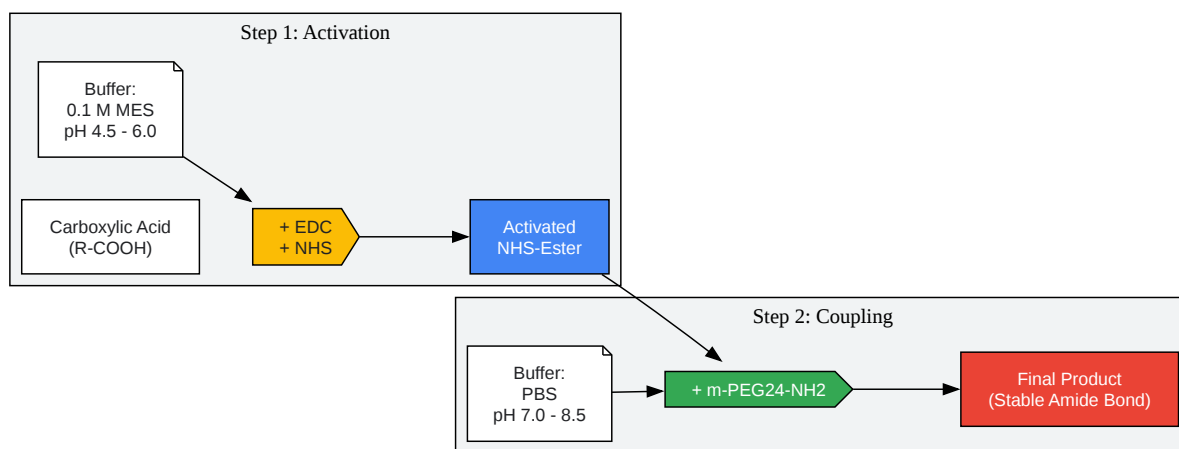 Step 1: Activation
Buffer:
0.1 M MES
pH 4.5 - 6.0
Carboxylic Acid
(R-COOH)
+ EDC
+ NHS
Activated
NHS-Ester
Step 2: Coupling
Buffer:
PBS
pH 7.0 - 8.5
+ m-PEG24-NH2
Final Product
(Stable Amide Bond)